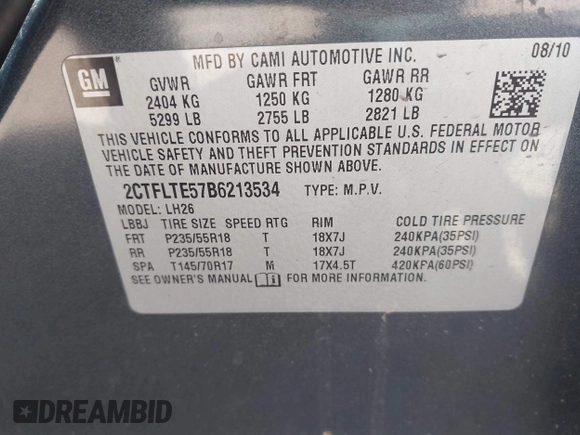 GM
MFD BY CAMI AUTOMOTIVE INC. 08/10
GVWR GAWR FRT GAWR RR
2404 KG 1250 KG 1280 KG
5299 LB 2755 LB 2821 LB
THIS VEHICLE CONFORMS TO ALL APPLICABLE U.S. FEDERAL MOTOR
VEHICLE SAFETY AND THEFT PREVENTION STANDARDS IN EFFECT ON
THE DATE OF MANUFACTURE SHOWN ABOVE.
2CTFLTE57B6213534 TYPE: M.P.V.
MODEL: LH26
LBBJ TIRE SIZE SPEED RTG RIM COLD TIRE PRESSURE
FRT P235/55R18 T 18X7J 240KPA(35PSI)
RR P235/55R18 T 18X7J 240KPA(35PSI)
SPA T145/70R17 M 17X4.5T 420KPA(60PSI)
SEE OWNER'S MANUAL FOR MORE INFORMATION.
DREAMBID